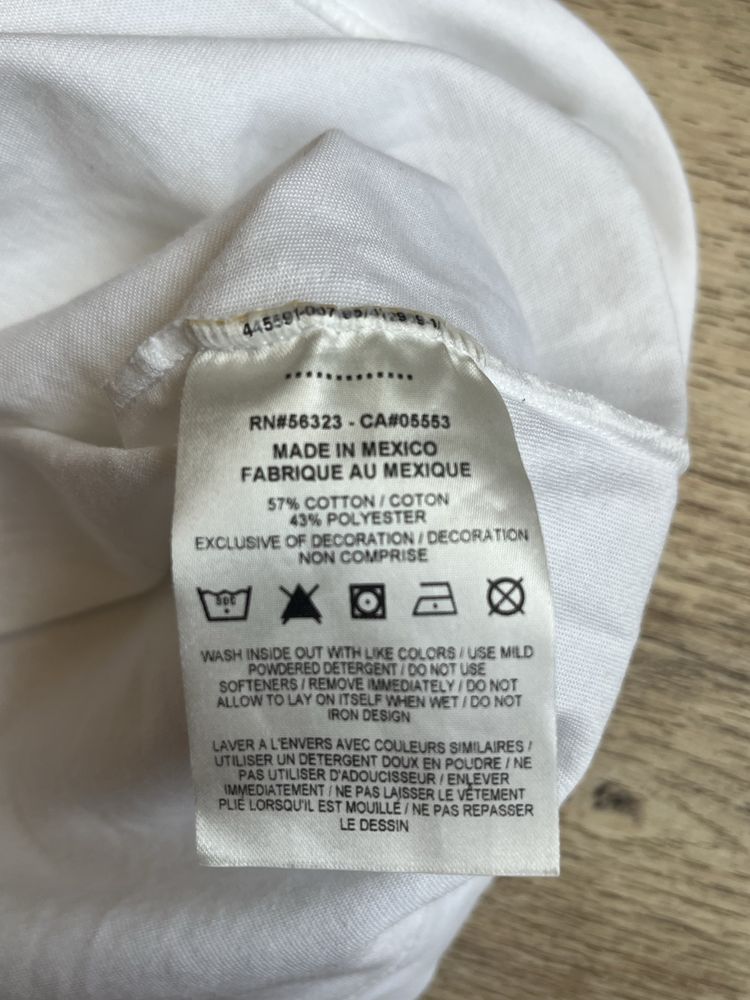 RN#56323 - CA#05553
MADE IN MEXICO
FABRIQUE AU MEXIQUE
57% COTTON / COTON
43% POLYESTER
EXCLUSIVE OF DECORATION / DECORATION
NON COMPRISE
WASH INSIDE OUT WITH LIKE COLORS / USE MILD
POWDERED DETERGENT / DO NOT USE
SOFTENERS / REMOVE IMMEDIATELY / DO NOT
ALLOW TO LAY ON ITSELF WHEN WET / DO NOT
IRON DESIGN
LAVER A L'ENVERS AVEC COULEURS SIMILAIRES /
UTILISER UN DETERGENT DOUX EN POUDRE / NE
PAS UTILISER D'ADOUCISSEUR / ENLEVER
IMMEDIATEMENT / NE PAS LAISSER LE VÊTEMENT
PLIÉ LORSQU'IL EST MOUILLÉ / NE PAS REPASSER
LE DESSIN